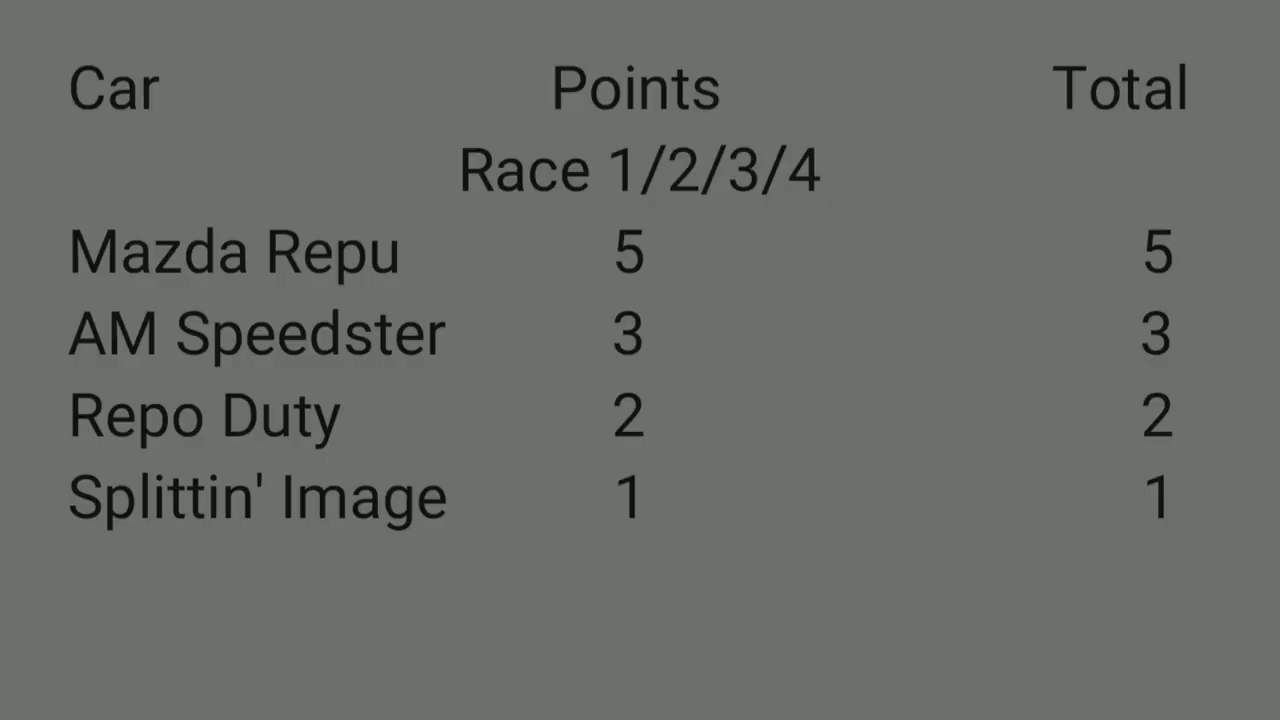 Car Points Total
Race 1/2/3/4
Mazda Repu 5 5
AM Speedster 3 3
Repo Duty 2 2
Splittin' Image 1 1